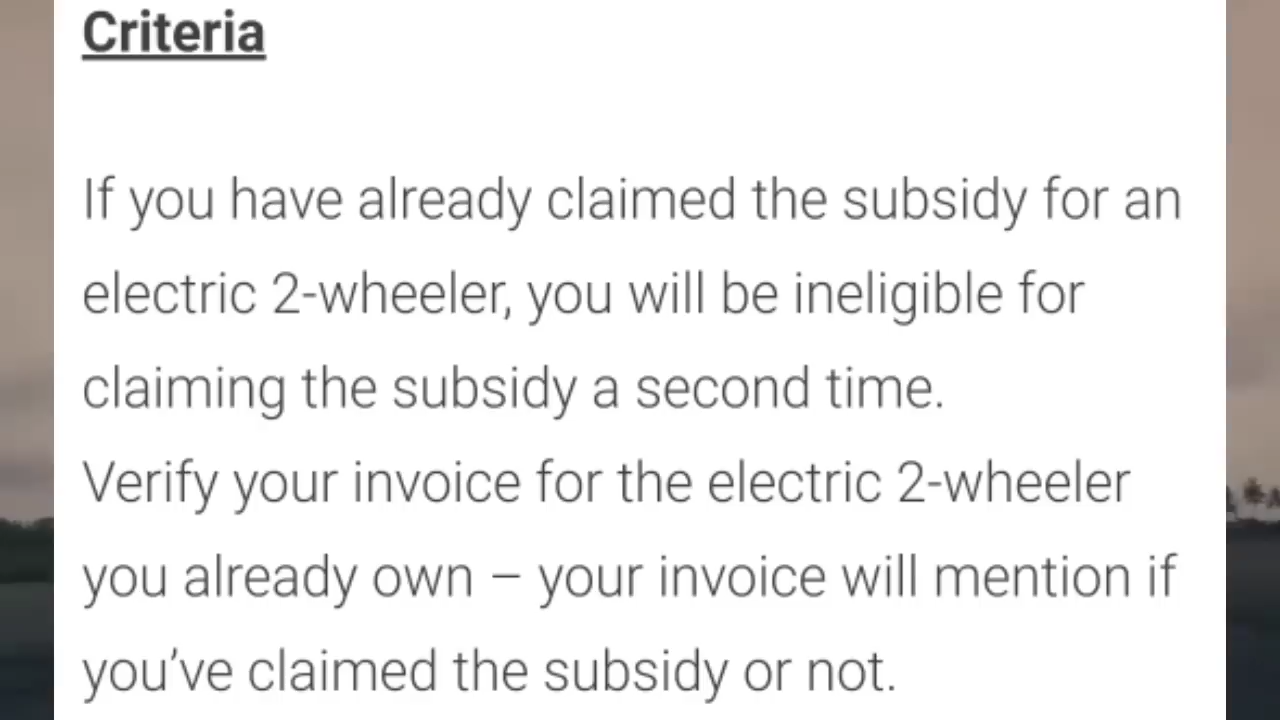 Criteria
If you have already claimed the subsidy for an
electric 2-wheeler, you will be ineligible for
claiming the subsidy a second time.
Verify your invoice for the electric 2-wheeler
you already own – your invoice will mention if
you’ve claimed the subsidy or not.